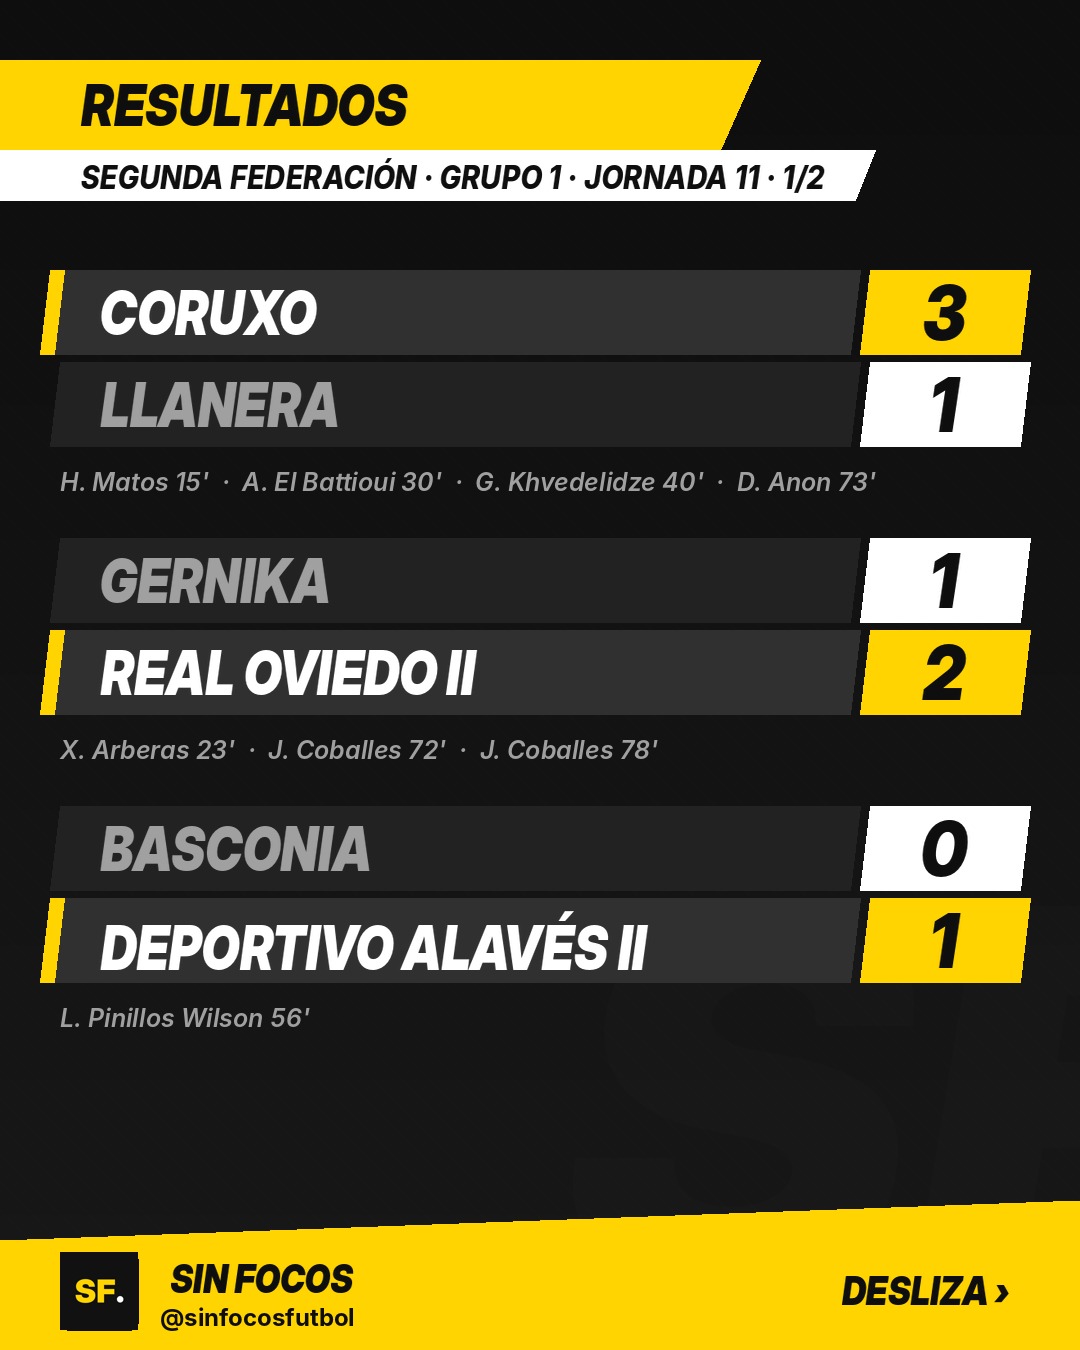 RESULTADOS
SEGUNDA FEDERACIÓN · GRUPO 1 · JORNADA 11 · 1/2
CORUXO 3
LLANERA 1
H. Matos 15' · A. El Battioui 30' · G. Khvedelidze 40' · D. Anon 73'
GERNIKA 1
REAL OVIEDO II 2
X. Arberas 23' · J. Coballes 72' · J. Coballes 78'
BASCONIA 0
DEPORTIVO ALAVÉS II 1
L. Pinillos Wilson 56'
SF
SF.
SIN FOCOS
@sinfocosfutbol
DESLIZA ›